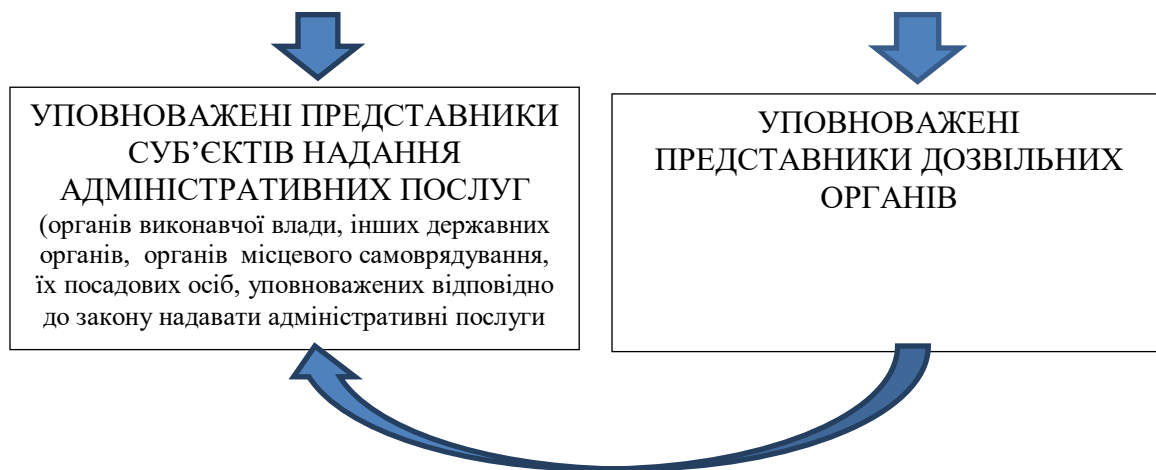 УПОВНОВАЖЕНІ ПРЕДСТАВНИКИ
СУБ’ЄКТІВ НАДАННЯ
АДМІНІСТРАТИВНИХ ПОСЛУГ
(органів виконавчої влади, інших державних
органів, органів місцевого самоврядування,
їх посадових осіб, уповноважених відповідно
до закону надавати адміністративні послуги
УПОВНОВАЖЕНІ
ПРЕДСТАВНИКИ ДОЗВІЛЬНИХ
ОРГАНІВ